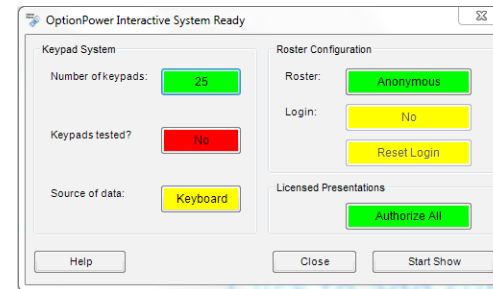 OptionPower Interactive System Ready
Keypad System
Number of keypads: 25
Keypads tested? No
Source of data: Keyboard
Roster Configuration
Roster: Anonymous
Login: No
Reset Login
Licensed Presentations
Authorize All
Help
Close
Start Show